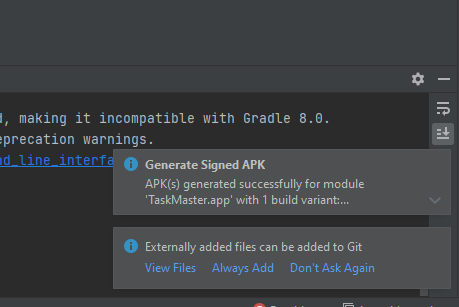 d, making it incompatible with Gradle 8.0.
eprecation warnings.
nd_line_interfa
Generate Signed APK
APK(s) generated successfully for module
'TaskMaster.app' with 1 build variant:...
Externally added files can be added to Git
View Files Always Add Don't Ask Again